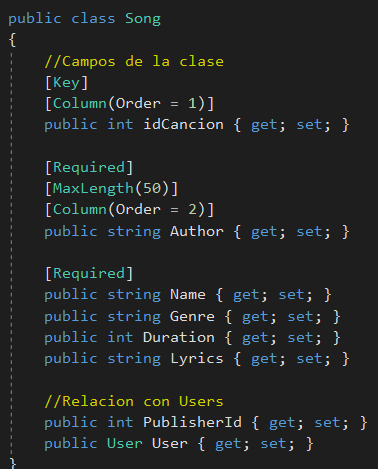 public class Song
{
//Campos de la clase
[Key]
[Column(Order = 1)]
public int idCancion { get; set; }
[Required]
[MaxLength(50)]
[Column(Order = 2)]
public string Author { get; set; }
[Required]
public string Name { get; set; }
public string Genre { get; set; }
public int Duration { get; set; }
public string Lyrics { get; set; }
//Relacion con Users
public int PublisherId { get; set; }
public User User { get; set; }
}